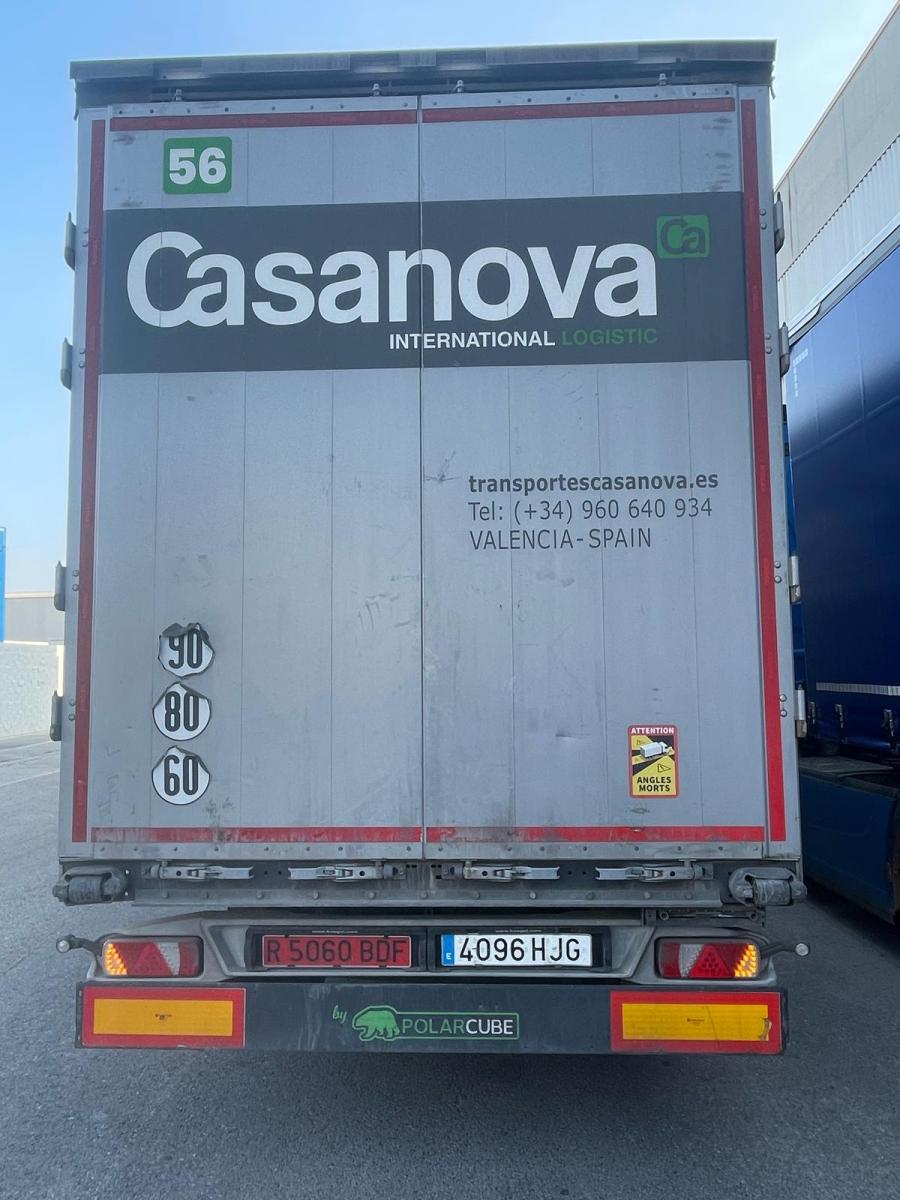 56
Casanova
Ca
INTERNATIONAL LOGISTIC
transportescasanova.es
Tel: (+34) 960 640 934
VALENCIA-SPAIN
90
80
60
ATTENTION
ANGLES
MORTS
R 5060 BDF
E
4096 HJG
by POLARCUBE